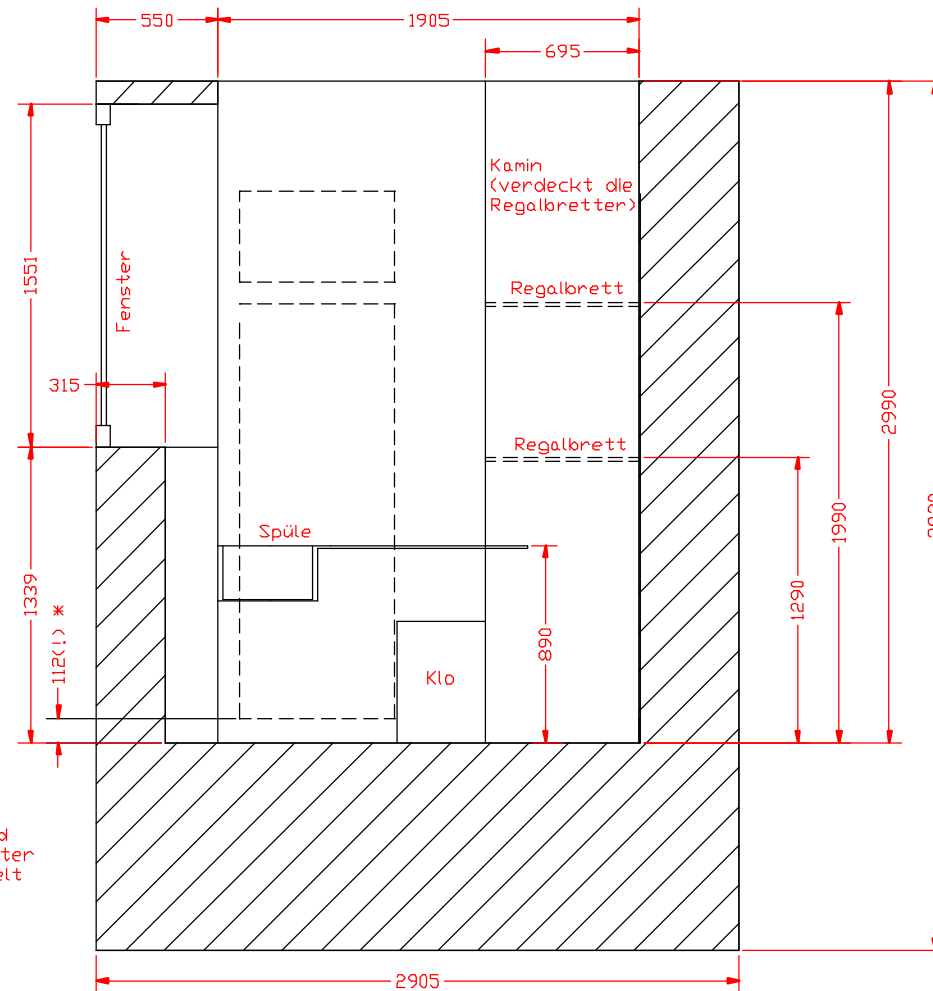 550
1905
695
Kamin
(verdeckt die
Regalbretter)
Fenster
1551
Regalbrett
315
2990
Regalbrett
1990
Spüle
1339
1290
112(!) *
890
Klo
elt
2905